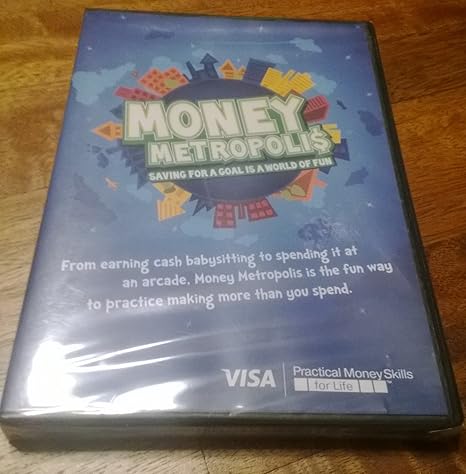 MONEY
METROPOLI$
SAVING FOR A GOAL IS A WORLD OF FUN
From earning cash babysitting to spending it at
an arcade, Money Metropolis is the fun way
to practice making more than you spend.
VISA
Practical Money Skills
for Life ™